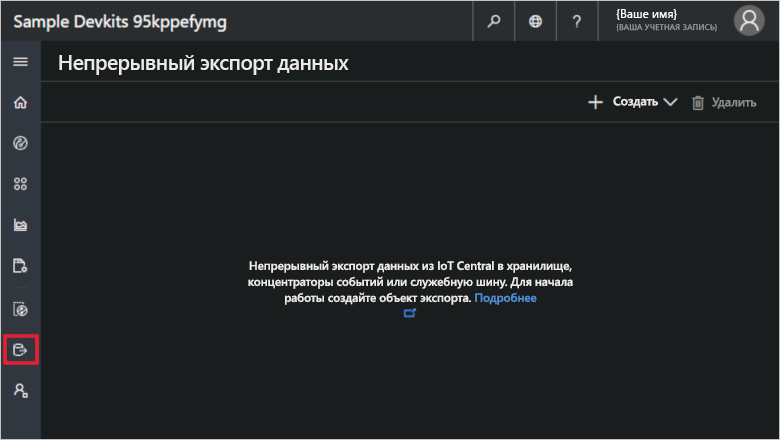 Sample Devkits 95kppefymg
?
{Ваше имя}
(ВАША УЧЕТНАЯ ЗАПИСЬ)
Непрерывный экспорт данных
Создать
Удалить
Непрерывный экспорт данных из IoT Central в хранилище,
концентраторы событий или служебную шину. Для начала
работы создайте объект экспорта. Подробнее